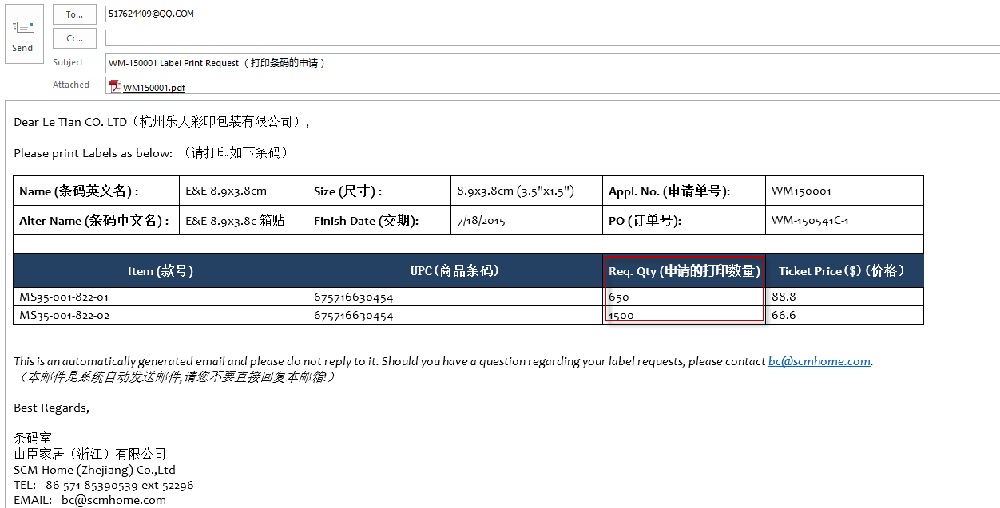 To...
517624409@QQ.COM
Cc...
Send
Subject
WM-150001 Label Print Request （打印条码的申请）
Attached
WM150001.pdf
Dear Le Tian CO. LTD（杭州乐天彩印包装有限公司）,
Please print Labels as below: （请打印如下条码）
Name (条码英文名) : E&E 8.9x3.8cm Size (尺寸) : 8.9x3.8cm (3.5"x1.5") Appl. No. (申请单号): WM150001
Alter Name (条码中文名) : E&E 8.9x3.8c 箱贴 Finish Date (交期): 7/18/2015 PO (订单号): WM-150541C-1
Item (款号) UPC (商品条码) Req. Qty (申请的打印数量) Ticket Price ($) (价格)
MS35-001-822-01 675716630454 650 88.8
MS35-001-822-02 675716630454 1500 66.6
This is an automatically generated email and please do not reply to it. Should you have a question regarding your label requests, please contact bc@scmhome.com.
（本邮件是系统自动发送邮件,请您不要直接回复本邮箱!）
Best Regards,
条码室
山臣家居（浙江）有限公司
SCM Home (Zhejiang) Co.,Ltd
TEL: 86-571-85390539 ext 52296
EMAIL: bc@scmhome.com